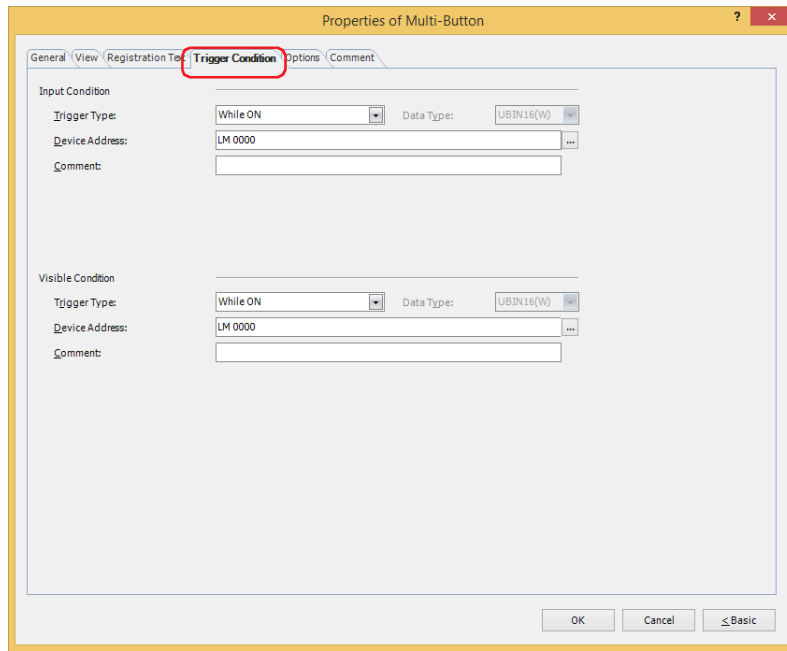 Properties of Multi-Button
? ×
General View Registration Text Trigger Condition Options Comment
Input Condition
Trigger Type: While ON Data Type: UBIN16(W)
Device Address: LM 0000 ...
Comment:
Visible Condition
Trigger Type: While ON Data Type: UBIN16(W)
Device Address: LM 0000 ...
Comment:
OK Cancel < Basic